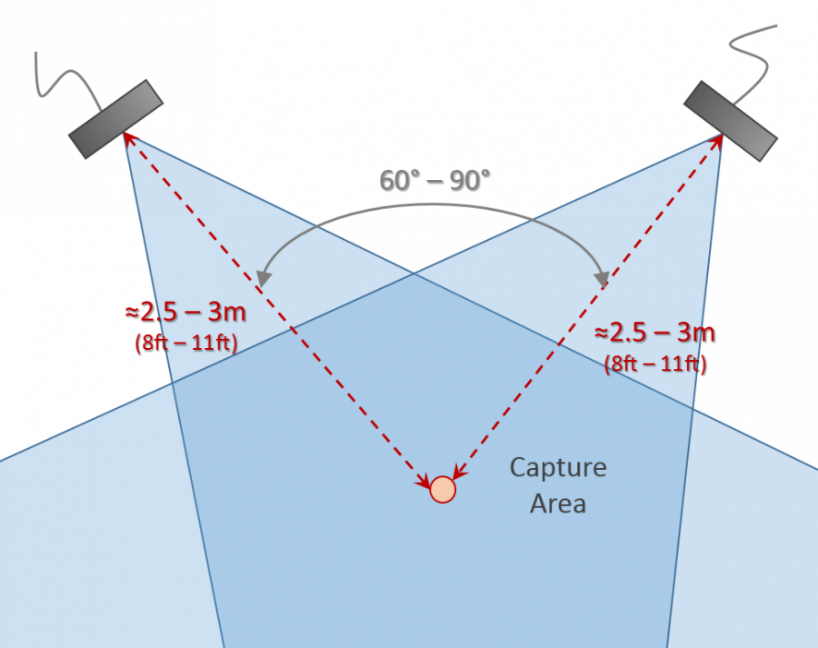 60° – 90°
≈2.5 – 3m
(8ft – 11ft)
≈2.5 – 3m
(8ft – 11ft)
Capture
Area